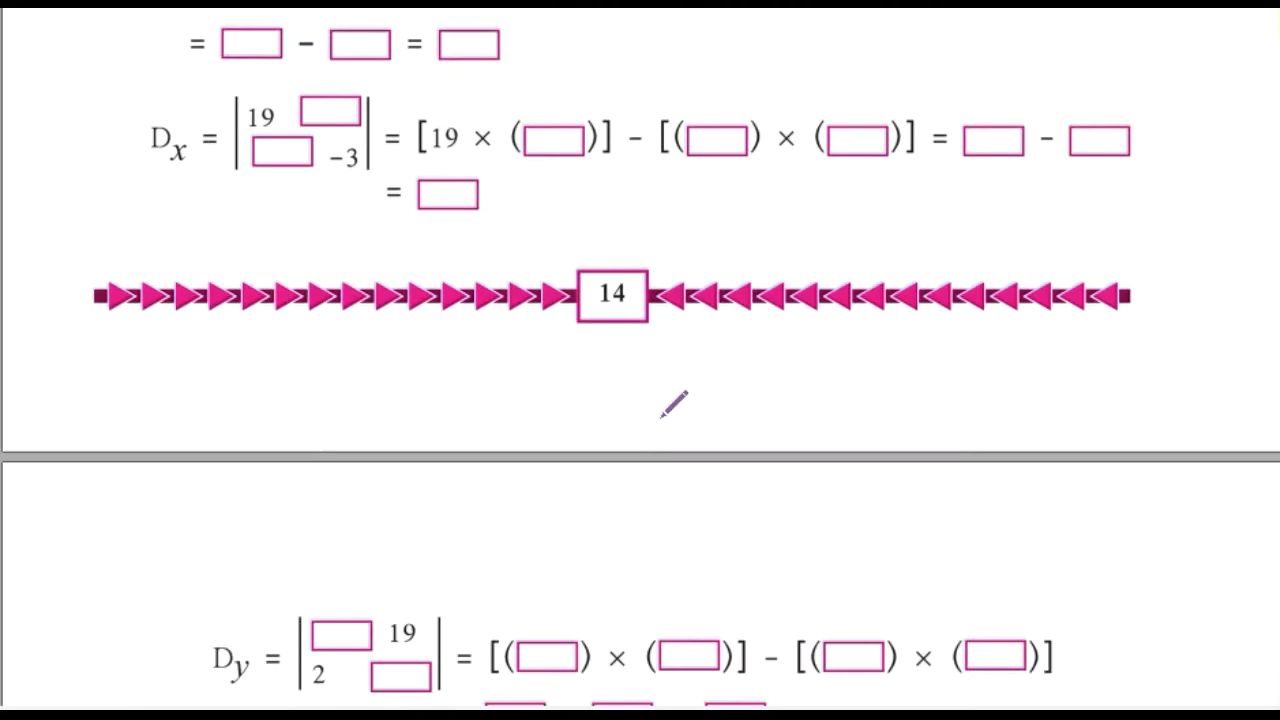 = □ − □ = □
Dx = | 19 □ □ −3 | = [19 × (□)] − [(□) × (□)] = □ − □
= □
14
Dy = | □ 19 2 □ | = [(□) × (□)] − [(□) × (□)]